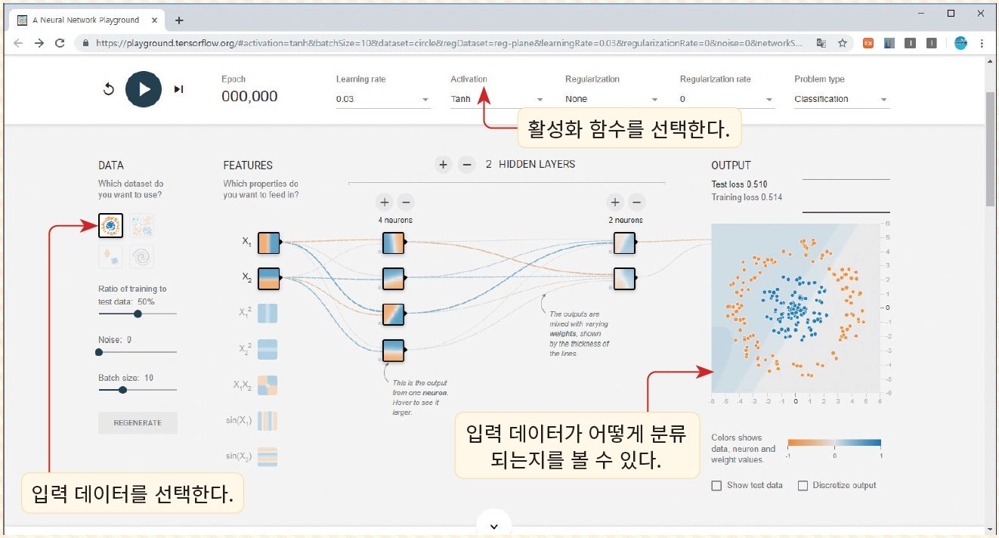 A Neural Network Playground
https://playground.tensorflow.org/#activation=tanh&batchSize=10&dataset=circle&regDataset=reg-plane&learningRate=0.03&regularizationRate=0&noise=0&networkS...
Epoch
000,000
Learning rate
0.03
Activation
Tanh
Regularization
None
Regularization rate
0
Problem type
Classification
활성화 함수를 선택한다.
DATA
Which dataset do
you want to use?
Ratio of training to
test data: 50%
Noise: 0
Batch size: 10
REGENERATE
입력 데이터를 선택한다.
FEATURES
Which properties do
you want to feed in?
X1
X2
X1²
X2²
X1X2
sin(X1)
sin(X2)
+ − 2 HIDDEN LAYERS
+ −
4 neurons
+ −
2 neurons
This is the output
from one neuron.
Hover to see it
larger.
The outputs are
mixed with varying
weights, shown
by the thickness of
the lines.
입력 데이터가 어떻게 분류
되는지를 볼 수 있다.
OUTPUT
Test loss 0.510
Training loss 0.514
6
5
4
3
2
1
0
-1
-2
-3
-4
-5
-6
-6 -5 -4 -3 -2 -1 0 1 2 3 4 5 6
Colors shows
data, neuron and
weight values.
-1 0 1
Show test data
Discretize output